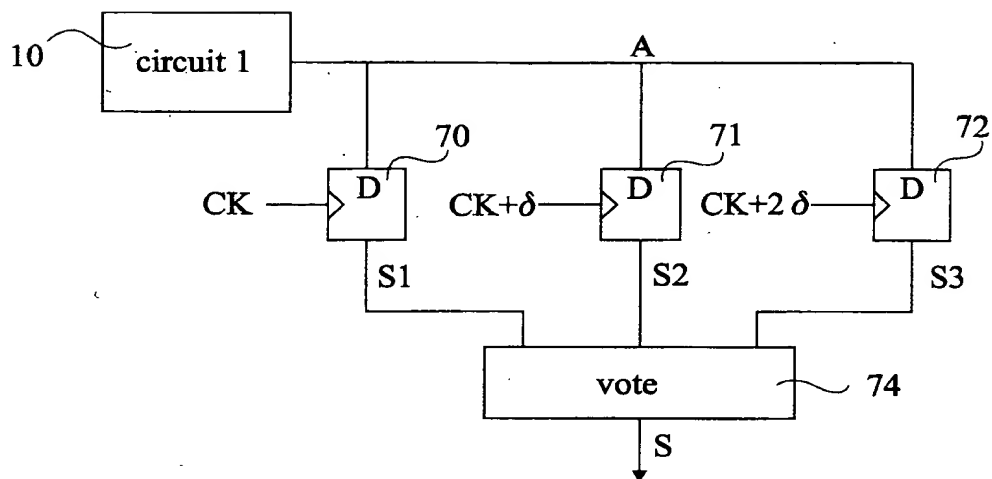 10
circuit 1
A
70
71
72
D
D
D
CK
CK+δ
CK+2 δ
S1
S2
S3
vote
74
S